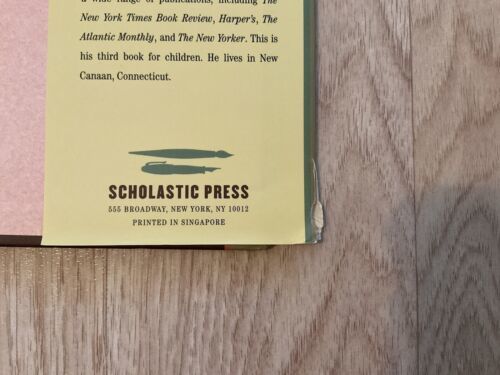 a wide range of publications, including The
New York Times Book Review, Harper's, The
Atlantic Monthly, and The New Yorker. This is
his third book for children. He lives in New
Canaan, Connecticut.
SCHOLASTIC PRESS
555 BROADWAY, NEW YORK, NY 10012
PRINTED IN SINGAPORE